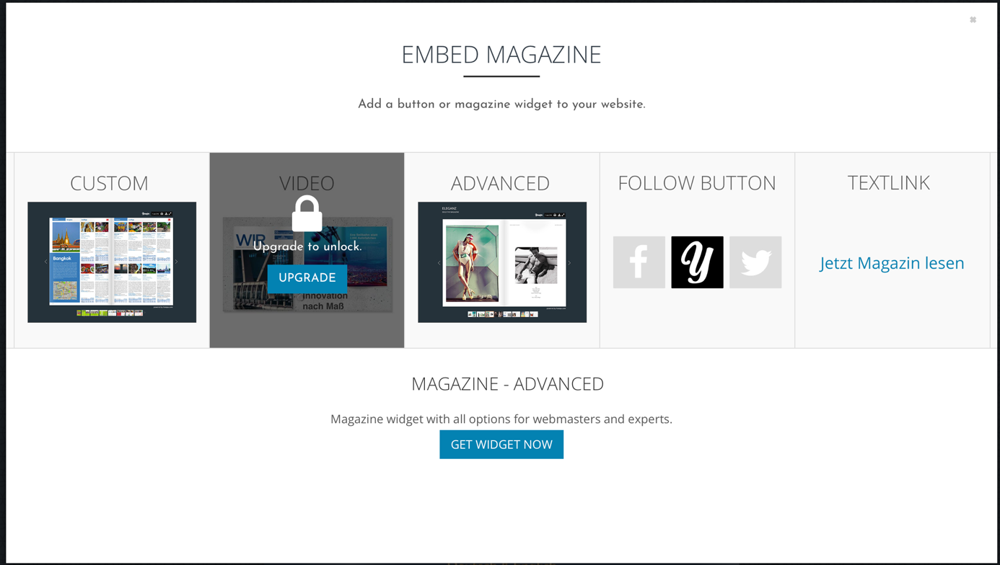 EMBED MAGAZINE
Add a button or magazine widget to your website.
CUSTOM
Bangkok
VIDEO
WIR
Upgrade to unlock.
UPGRADE
Innovation
nach Maß
ADVANCED
ELEGANZ
FOLLOW BUTTON
TEXTLINK
Jetzt Magazin lesen
MAGAZINE - ADVANCED
Magazine widget with all options for webmasters and experts.
GET WIDGET NOW